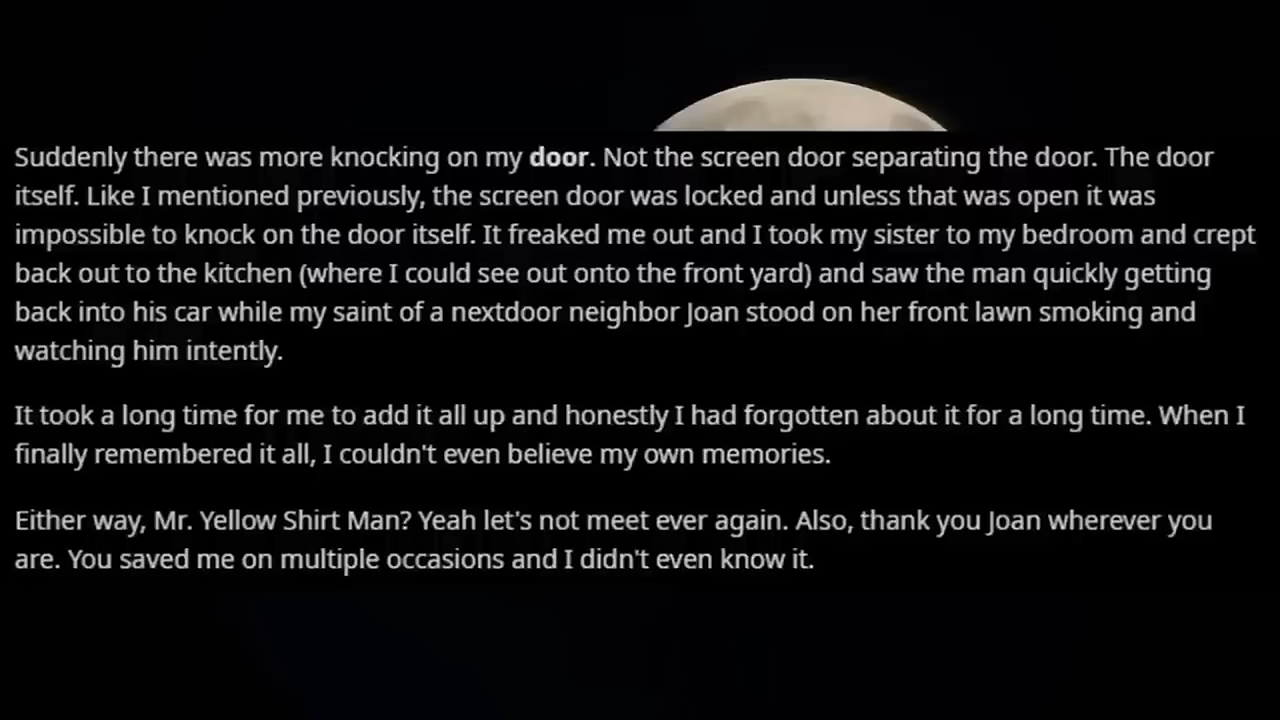 Suddenly there was more knocking on my door. Not the screen door separating the door. The door
itself. Like I mentioned previously, the screen door was locked and unless that was open it was
impossible to knock on the door itself. It freaked me out and I took my sister to my bedroom and crept
back out to the kitchen (where I could see out onto the front yard) and saw the man quickly getting
back into his car while my saint of a nextdoor neighbor Joan stood on her front lawn smoking and
watching him intently.
It took a long time for me to add it all up and honestly I had forgotten about it for a long time. When I
finally remembered it all, I couldn't even believe my own memories.
Either way, Mr. Yellow Shirt Man? Yeah let's not meet ever again. Also, thank you Joan wherever you
are. You saved me on multiple occasions and I didn't even know it.